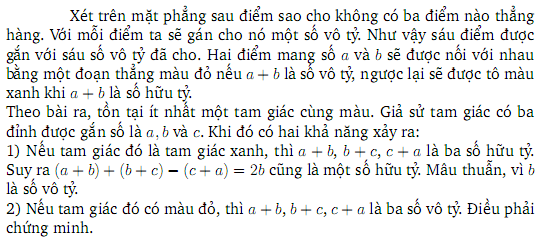 Xét trên mặt phẳng sau điểm sao cho không có ba điểm nào thẳng
hàng. Với mỗi điểm ta sẽ gán cho nó một số vô tỷ. Như vậy sáu điểm được
gắn với sáu số vô tỷ đã cho. Hai điểm mang số a và b sẽ được nối với nhau
bằng một đoạn thẳng màu đỏ nếu a + b là số vô tỷ, ngược lại sẽ được tô màu
xanh khi a + b là số hữu tỷ.
Theo bài ra, tồn tại ít nhất một tam giác cùng màu. Giả sử tam giác có ba
đỉnh được gắn số là a, b và c. Khi đó có hai khả năng xảy ra:
1) Nếu tam giác đó là tam giác xanh, thì a + b, b + c, c + a là ba số hữu tỷ.
Suy ra (a + b) + (b + c) − (c + a) = 2b cũng là một số hữu tỷ. Mâu thuẫn, vì b
là số vô tỷ.
2) Nếu tam giác đó có màu đỏ, thì a + b, b + c, c + a là ba số vô tỷ. Điều phải
chứng minh.